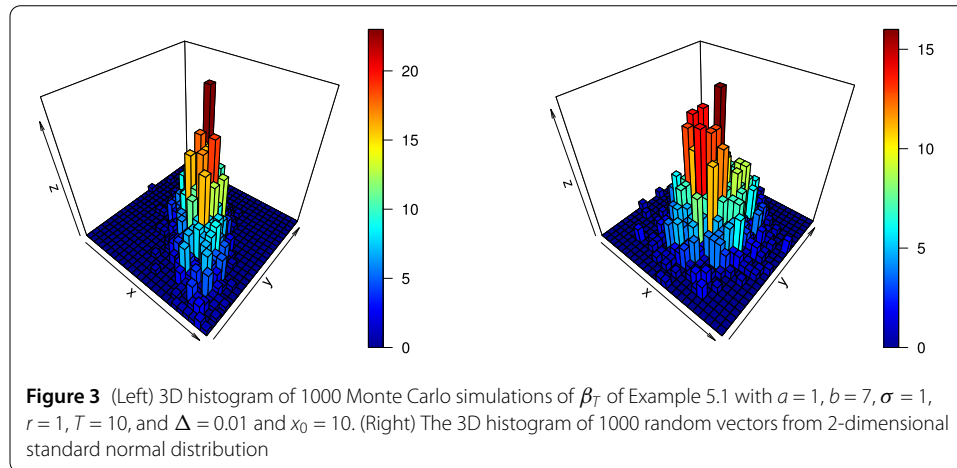 z
x
y
20
15
10
5
0
z
x
y
15
10
5
0
Figure 3 (Left) 3D histogram of 1000 Monte Carlo simulations of β_T of Example 5.1 with a = 1, b = 7, σ = 1,
r = 1, T = 10, and Δ = 0.01 and x₀ = 10. (Right) The 3D histogram of 1000 random vectors from 2-dimensional
standard normal distribution